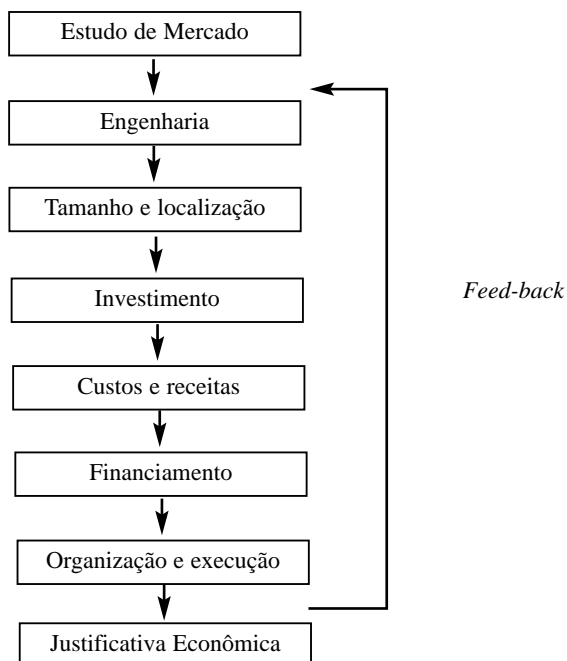 Estudo de Mercado
Engenharia
Tamanho e localização
Investimento
Feed-back
Custos e receitas
Financiamento
Organização e execução
Justificativa Econômica